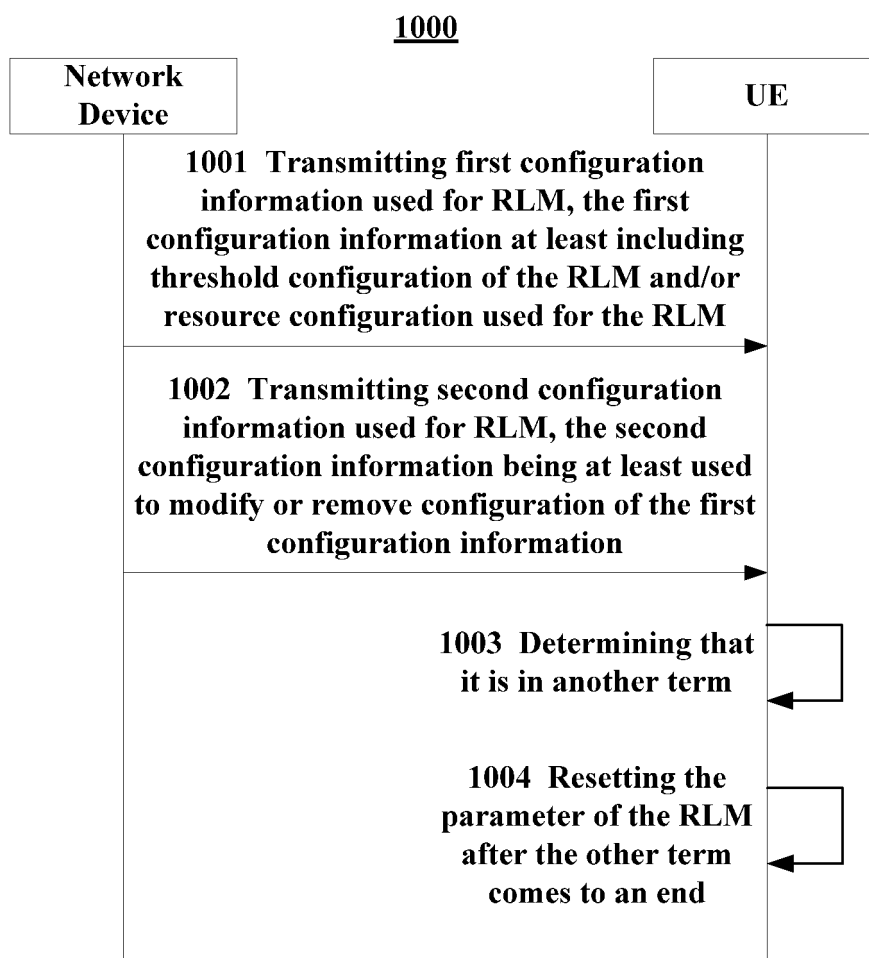 1000
Network
Device
UE
1001 Transmitting first configuration
information used for RLM, the first
configuration information at least including
threshold configuration of the RLM and/or
resource configuration used for the RLM
1002 Transmitting second configuration
information used for RLM, the second
configuration information being at least used
to modify or remove configuration of the first
configuration information
1003 Determining that
it is in another term
1004 Resetting the
parameter of the RLM
after the other term
comes to an end